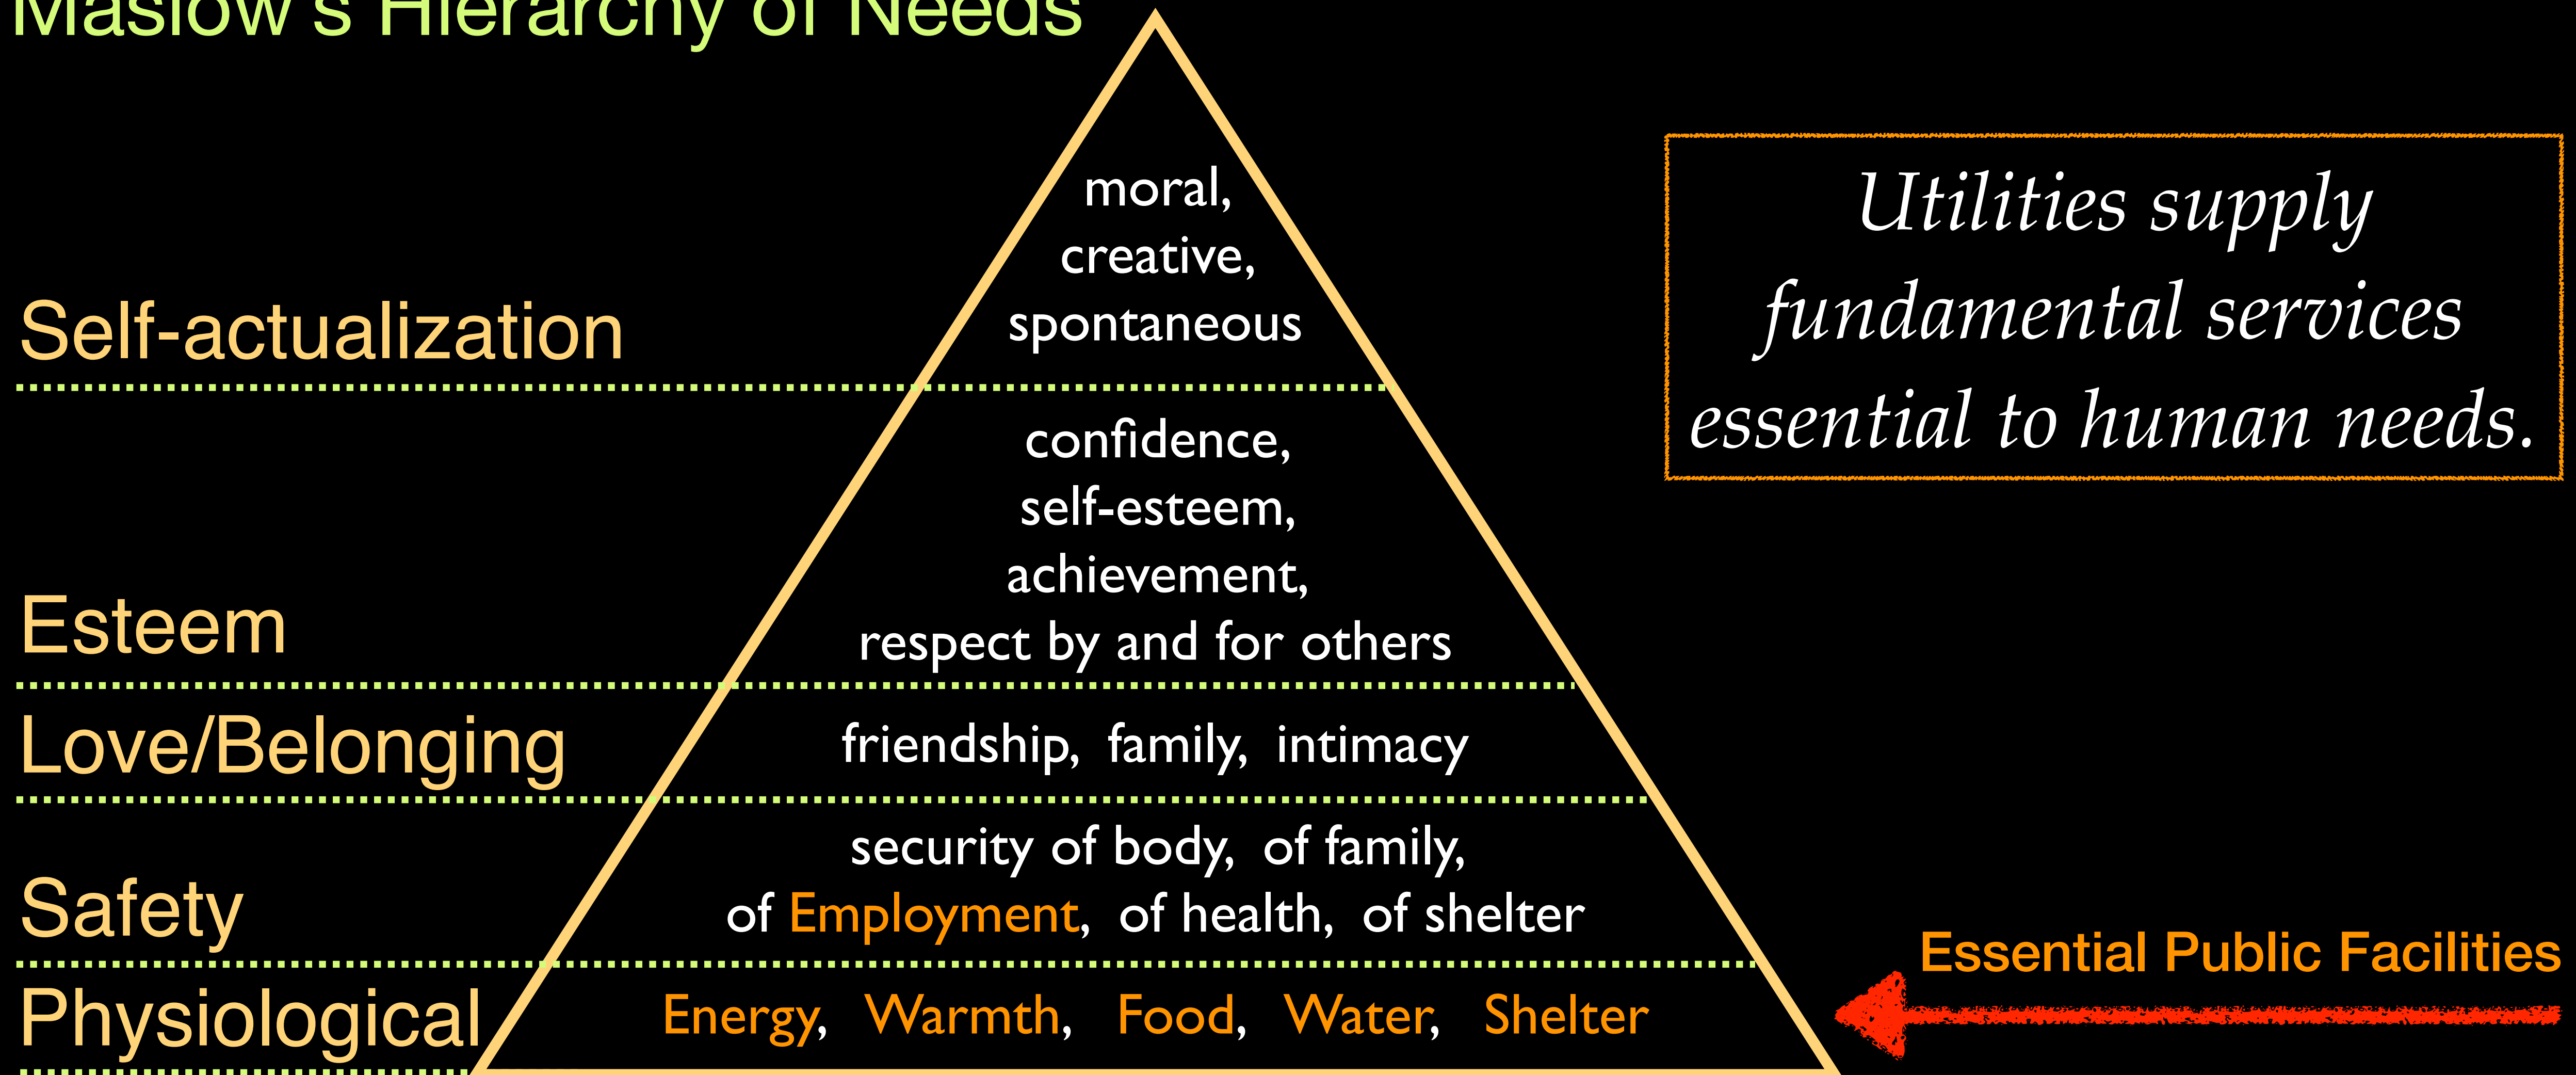 Maslow's Hierarchy of Needs
moral,
creative,
spontaneous
Self-actualization
confidence,
self-esteem,
achievement,
respect by and for others
Esteem
Love/Belonging
friendship, family, intimacy
security of body, of family,
of Employment, of health, of shelter
Safety
Physiological
Energy, Warmth, Food, Water, Shelter
Utilities supply
fundamental services
essential to human needs.
Essential Public Facilities